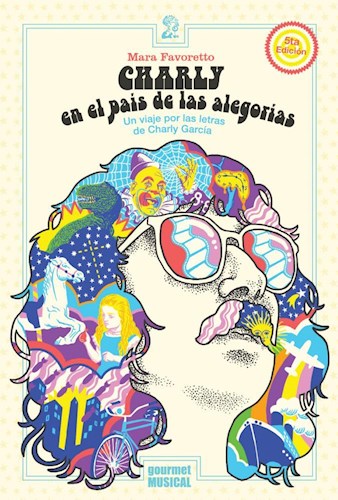 Mara Favoretto
CHARLY
en el país de las alegorías
Un viaje por las letras
de Charly García
5ta
Edición
gourmet
MUSICAL